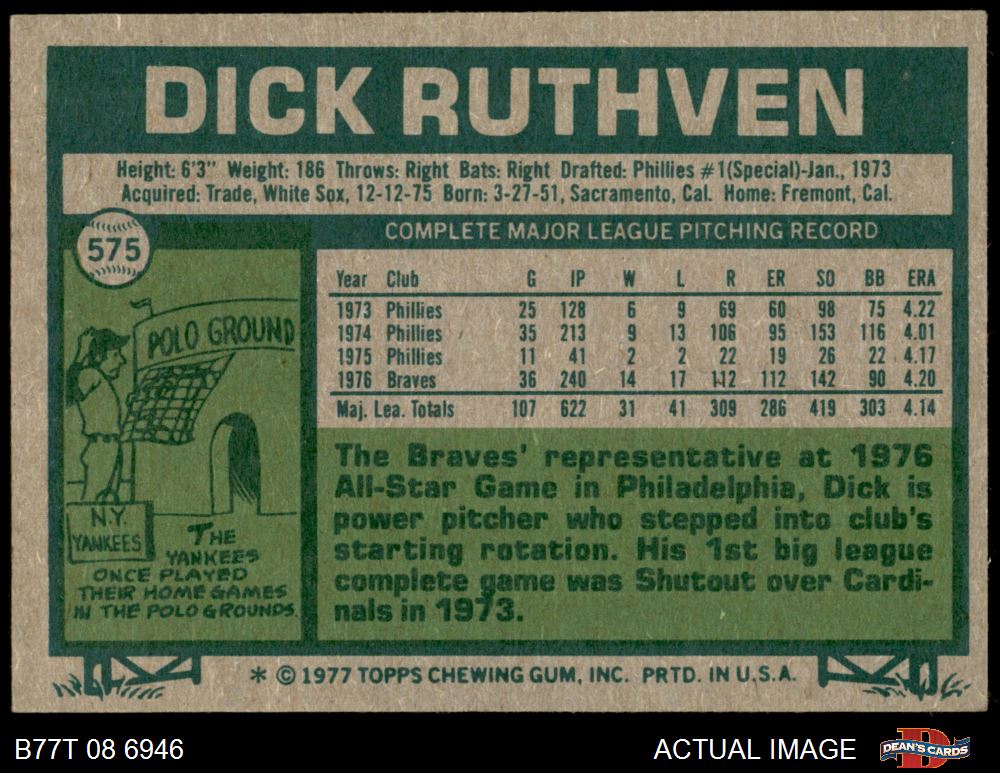 DICK RUTHVEN
Height: 6'3" Weight: 186 Throws: Right Bats: Right Drafted: Phillies #1(Special)-Jan., 1973
Acquired: Trade, White Sox, 12-12-75 Born: 3-27-51, Sacramento, Cal. Home: Fremont, Cal.
575
COMPLETE MAJOR LEAGUE PITCHING RECORD
Year Club G IP W L R ER SO BB ERA
1973 Phillies 25 128 6 9 69 60 98 75 4.22
1974 Phillies 35 213 9 13 106 95 153 116 4.01
1975 Phillies 11 41 2 2 22 19 26 22 4.17
1976 Braves 36 240 14 17 112 112 142 90 4.20
Maj. Lea. Totals 107 622 31 41 309 286 419 303 4.14
POLO GROUND
N.Y.
YANKEES
THE
YANKEES
ONCE PLAYED
THEIR HOME GAMES
IN THE POLO GROUNDS.
The Braves' representative at 1976
All-Star Game in Philadelphia, Dick is
power pitcher who stepped into club's
starting rotation. His 1st big league
complete game was Shutout over Cardi-
nals in 1973.
* © 1977 TOPPS CHEWING GUM, INC. PRTD. IN U.S.A.
B77T 08 6946
ACTUAL IMAGE
B
DEAN'S CARDS